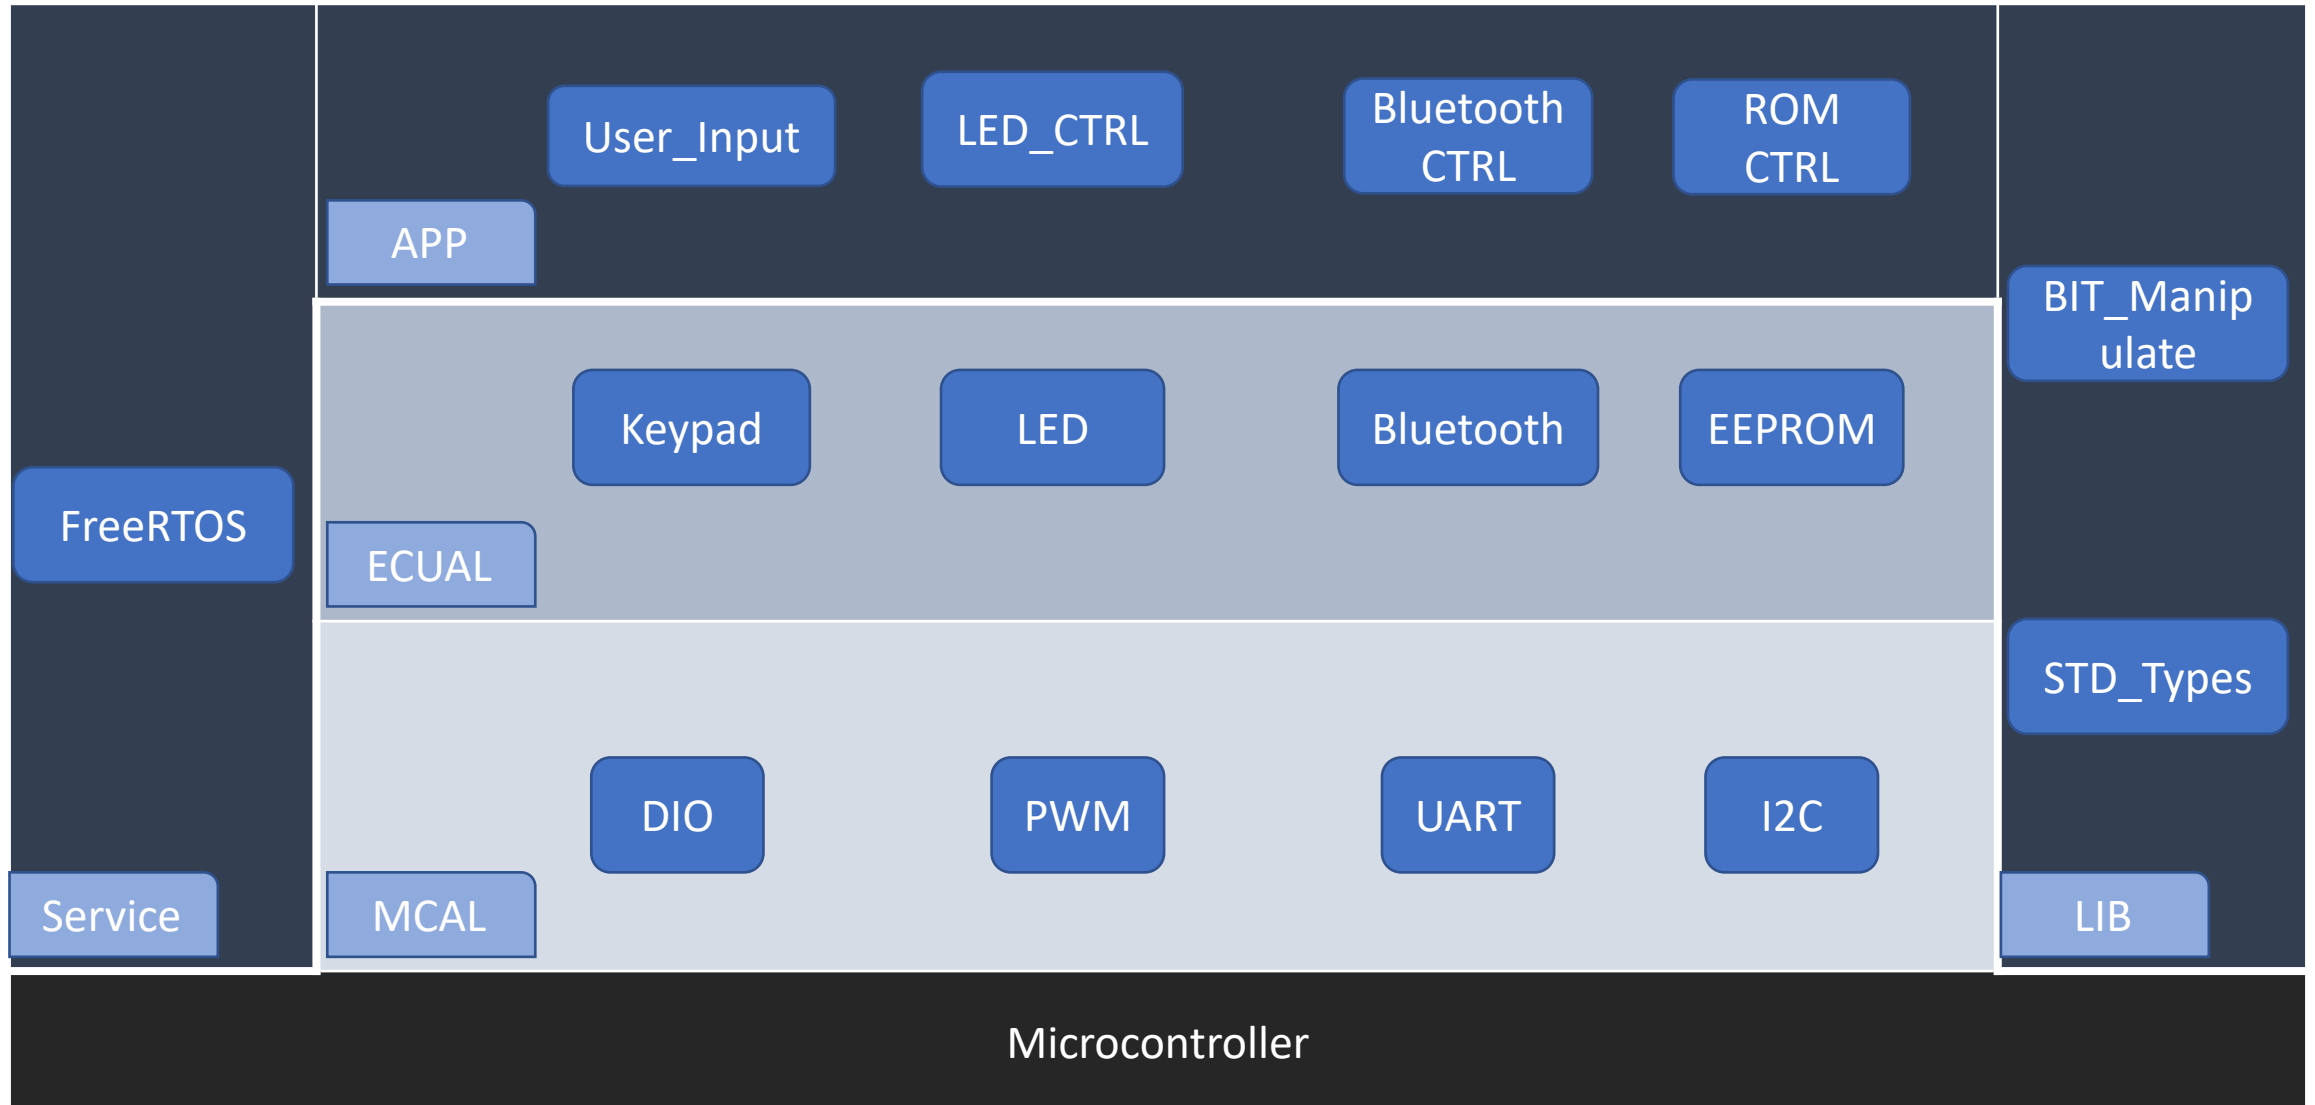 User_Input
LED_CTRL
Bluetooth
CTRL
ROM
CTRL
APP
BIT_Manip
ulate
Keypad
LED
Bluetooth
EEPROM
FreeRTOS
ECUAL
STD_Types
DIO
PWM
UART
I2C
Service
MCAL
LIB
Microcontroller